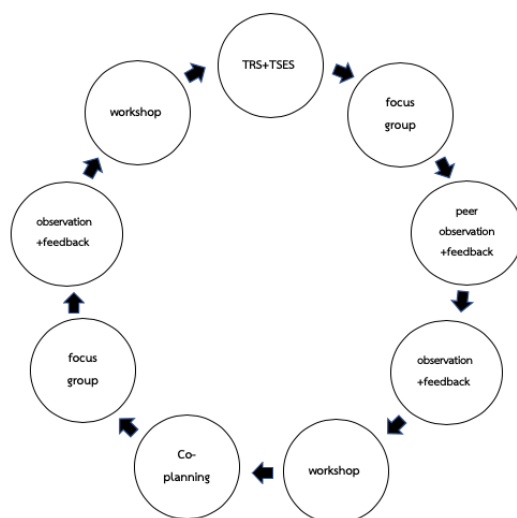 TRS+TSES
focus
group
peer
observation
+feedback
observation
+feedback
workshop
Co-
planning
focus
group
observation
+feedback
workshop